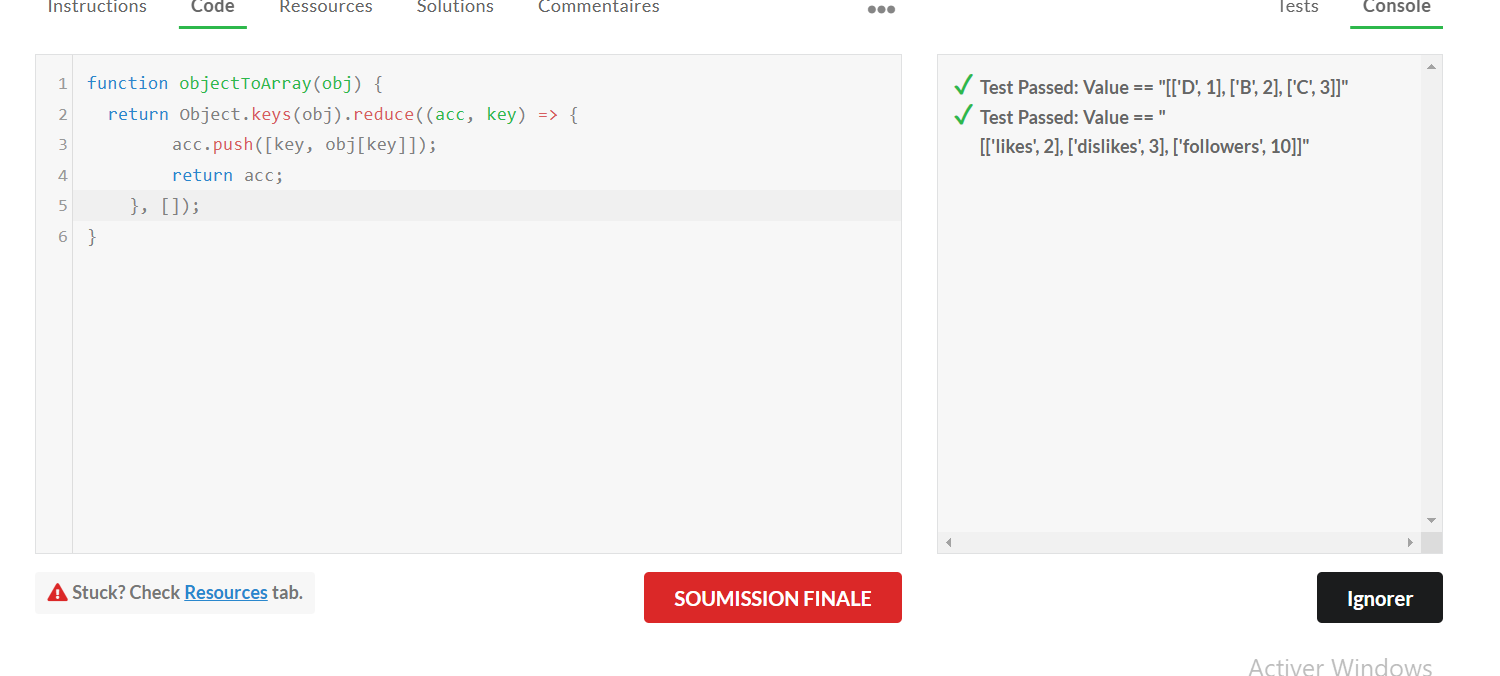 Instructions Code Ressources Solutions Commentaires Tests Console
1 function objectToArray(obj) {
2 return Object.keys(obj).reduce((acc, key) => {
3 acc.push([key, obj[key]]);
4 return acc;
5 }, []);
6 }
Test Passed: Value == "[['D', 1], ['B', 2], ['C', 3]]"
Test Passed: Value == "
[['likes', 2], ['dislikes', 3], ['followers', 10]]"
Stuck? Check Resources tab.
SOUMISSION FINALE
Ignorer
Activer Windows